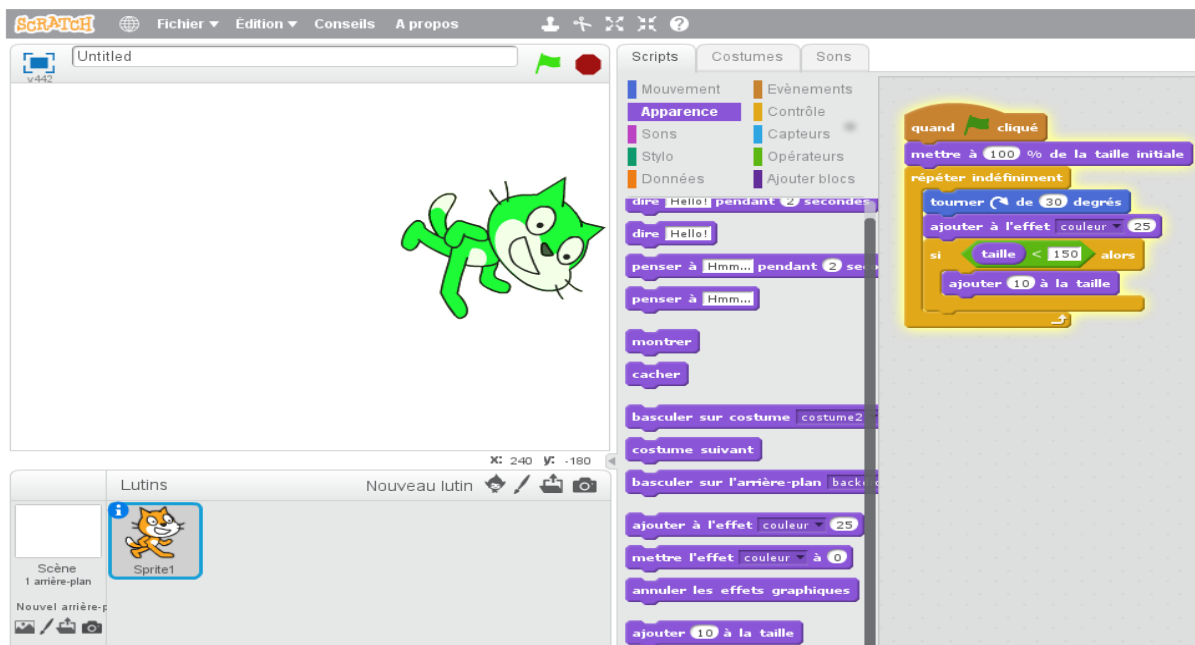 SCRATCH Fichier Édition Conseils A propos
Untitled
v442
X: 240 y: -180
Lutins
Nouveau lutin
Scène
1 arrière-plan
Nouvel arrière-p
Sprite1
Scripts Costumes Sons
Mouvement Evènements
Apparence Contrôle
Sons Capteurs
Stylo Opérateurs
Données Ajouter blocs
dire Hello! pendant 2 secondes
dire Hello!
penser à Hmm... pendant 2 se
penser à Hmm...
montrer
cacher
basculer sur costume costume2
costume suivant
basculer sur l'arrière-plan back
ajouter à l'effet couleur 25
mettre l'effet couleur à 0
annuler les effets graphiques
ajouter 10 à la taille
quand cliqué
mettre à 100 % de la taille initiale
répéter indéfiniment
tourner de 30 degrés
ajouter à l'effet couleur 25
si taille < 150 alors
ajouter 10 à la taille